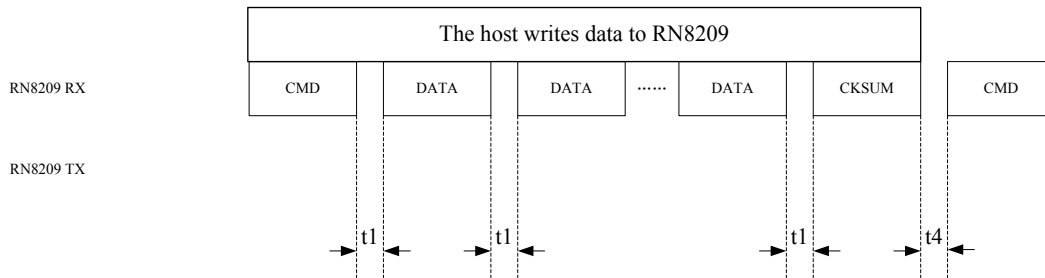 The host writes data to RN8209
RN8209 RX CMD DATA DATA ...... DATA CKSUM CMD
RN8209 TX
t1 t1 t1 t4